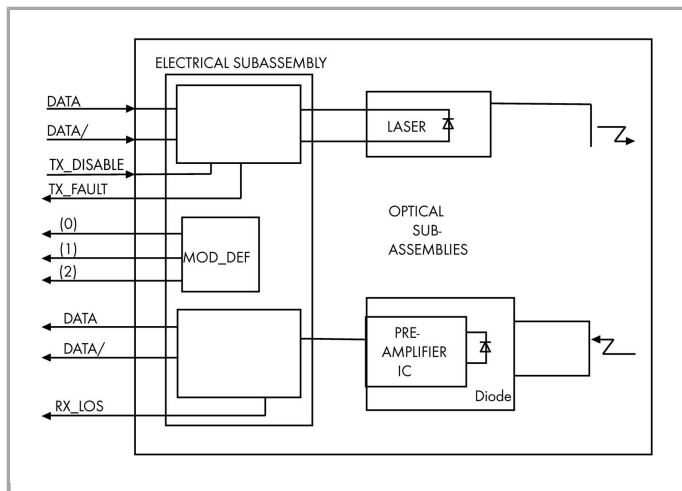 ELECTRICAL SUBASSEMBLY
DATA
DATA/
TX_DISABLE
TX_FAULT
LASER
(0)
(1)
(2)
MOD_DEF
OPTICAL
SUB-
ASSEMBLIES
DATA
DATA/
RX_LOS
PRE-
AMPLIFIER
IC
Diode